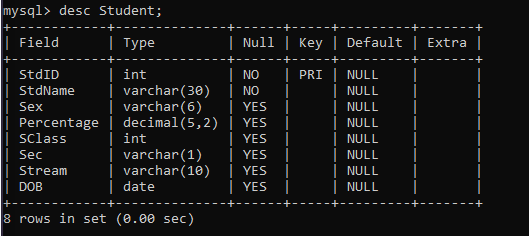 mysql> desc Student;
+------------+--------------+------+-----+---------+-------+
| Field      | Type         | Null | Key | Default | Extra |
+------------+--------------+------+-----+---------+-------+
| StdID      | int          | NO   | PRI | NULL    |       |
| StdName    | varchar(30)  | NO   |     | NULL    |       |
| Sex        | varchar(6)   | YES  |     | NULL    |       |
| Percentage | decimal(5,2) | YES  |     | NULL    |       |
| SClass     | int          | YES  |     | NULL    |       |
| Sec        | varchar(1)   | YES  |     | NULL    |       |
| Stream     | varchar(10)  | YES  |     | NULL    |       |
| DOB        | date         | YES  |     | NULL    |       |
+------------+--------------+------+-----+---------+-------+
8 rows in set (0.00 sec)